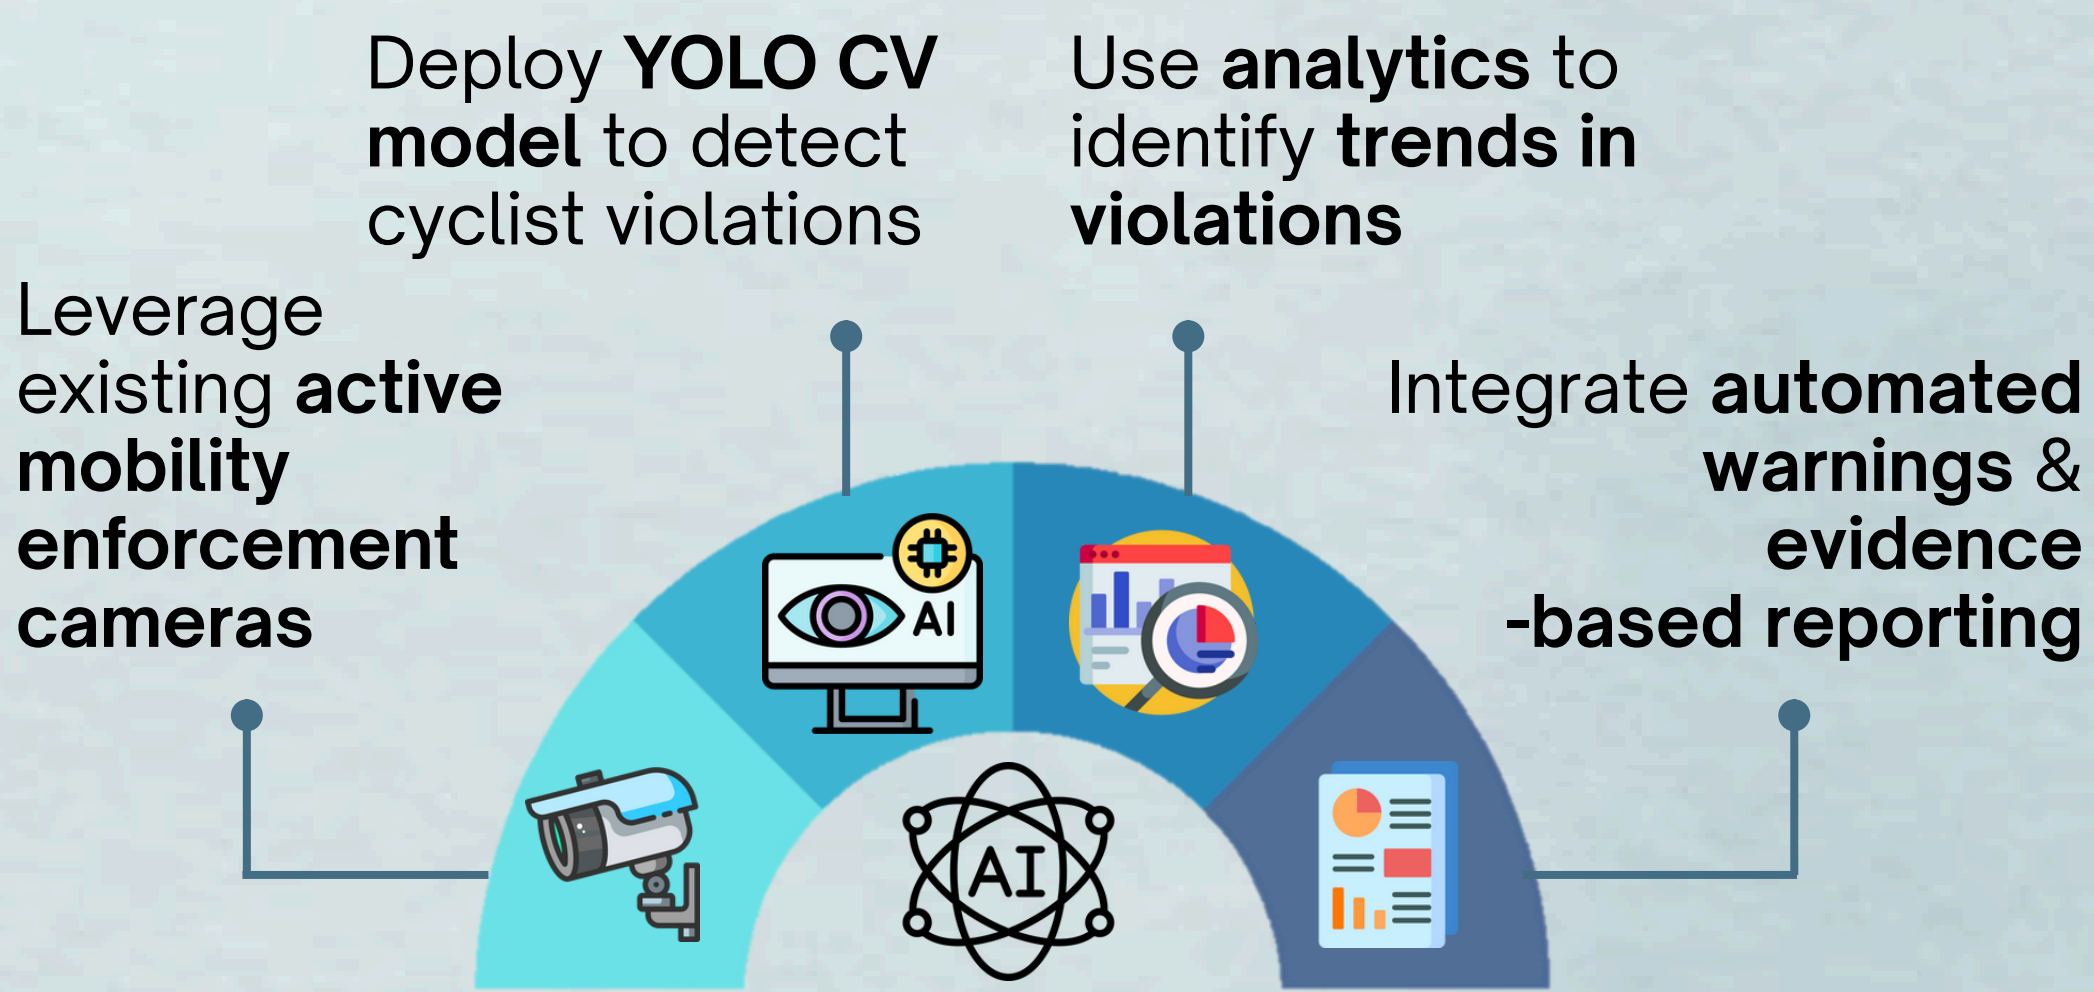 Deploy YOLO CV
model to detect
cyclist violations
Use analytics to
identify trends in
violations
Leverage
existing active
mobility
enforcement
cameras
Integrate automated
warnings &
evidence
-based reporting
AI
AI